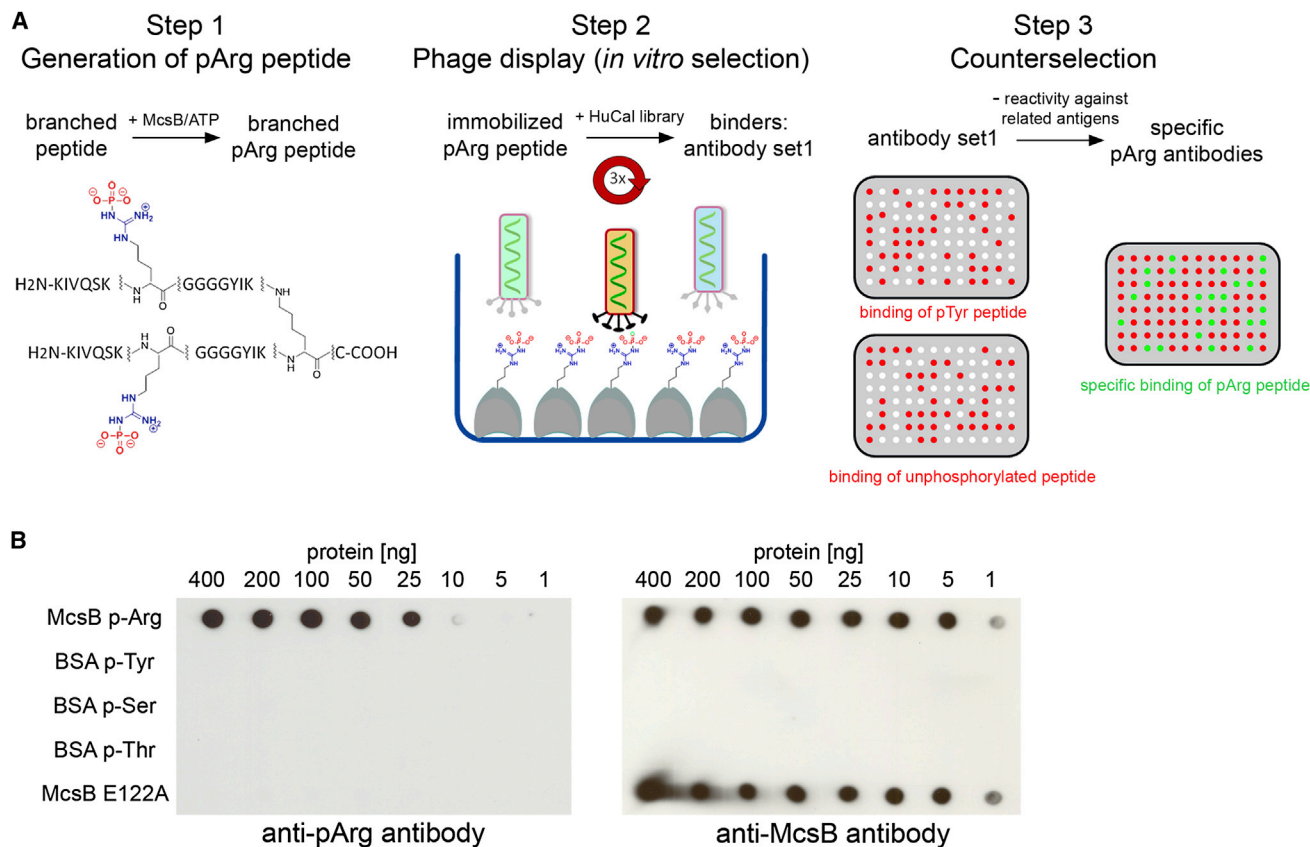 A
Step 1
Generation of pArg peptide
branched
peptide
+ McsB/ATP
branched
pArg peptide
H2N-KIVQSK
GGGGYIK
H2N-KIVQSK
GGGGYIK
C-COOH
Step 2
Phage display (in vitro selection)
immobilized
pArg peptide
+ HuCal library
binders:
antibody set1
3x
Step 3
Counterselection
antibody set1
- reactivity against
related antigens
specific
pArg antibodies
binding of pTyr peptide
binding of unphosphorylated peptide
specific binding of pArg peptide
B
protein [ng]
400 200 100 50 25 10 5 1
protein [ng]
400 200 100 50 25 10 5 1
McsB p-Arg
BSA p-Tyr
BSA p-Ser
BSA p-Thr
McsB E122A
anti-pArg antibody
anti-McsB antibody